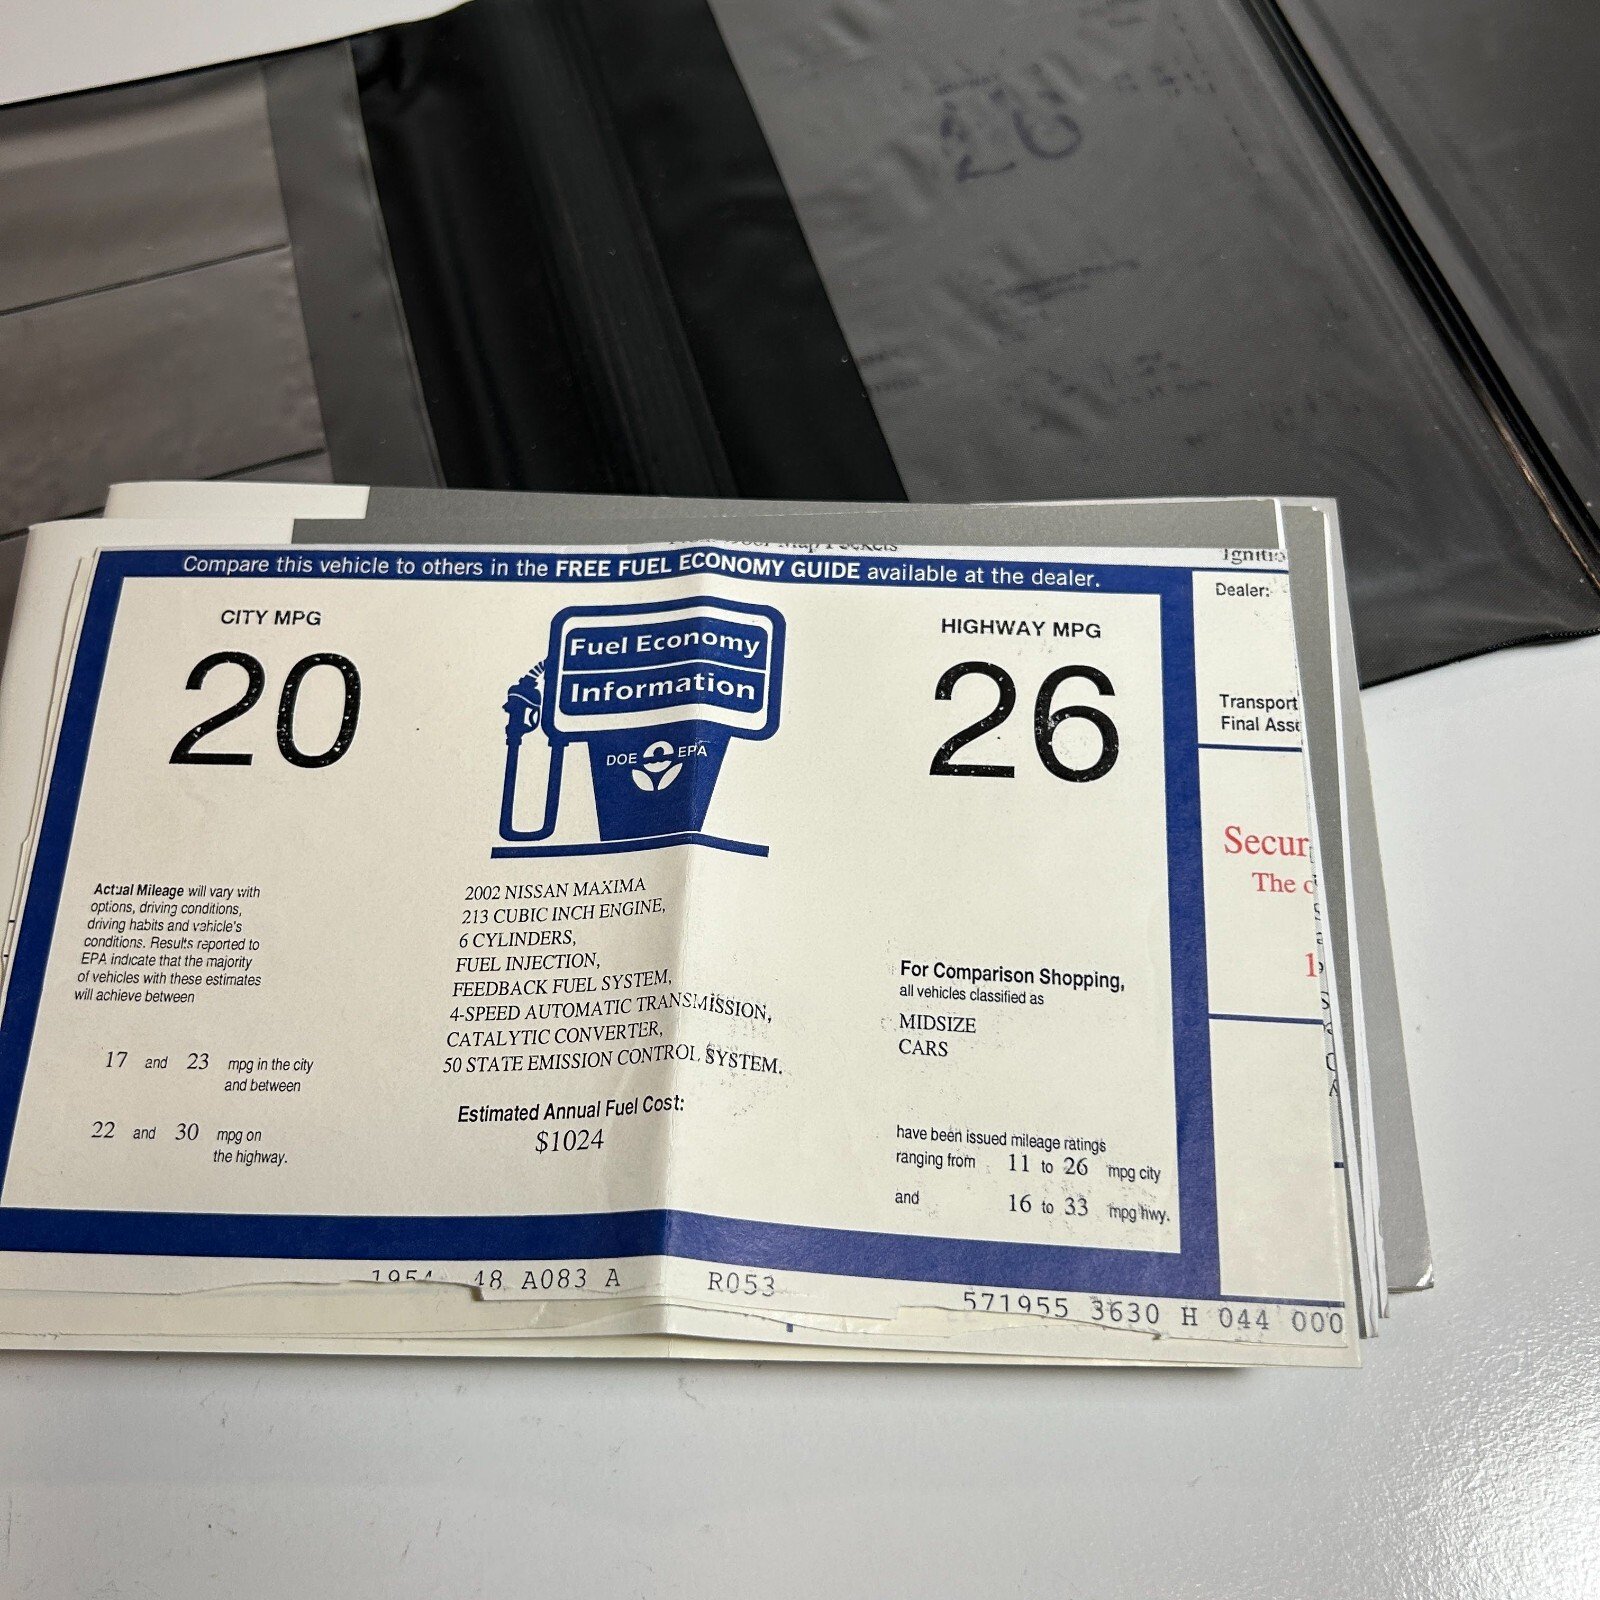 Map Pockets
Compare this vehicle to others in the FREE FUEL ECONOMY GUIDE available at the dealer.
CITY MPG
20
Fuel Economy
Information
DOE EPA
HIGHWAY MPG
26
Actual Mileage will vary with
options, driving conditions,
driving habits and vehicle's
conditions. Results reported to
EPA indicate that the majority
of vehicles with these estimates
will achieve between
17 and 23 mpg in the city
and between
22 and 30 mpg on
the highway.
2002 NISSAN MAXIMA
213 CUBIC INCH ENGINE,
6 CYLINDERS,
FUEL INJECTION,
FEEDBACK FUEL SYSTEM,
4-SPEED AUTOMATIC TRANSMISSION,
CATALYTIC CONVERTER,
50 STATE EMISSION CONTROL SYSTEM.
Estimated Annual Fuel Cost:
$1024
For Comparison Shopping,
all vehicles classified as
MIDSIZE
CARS
have been issued mileage ratings
ranging from 11 to 26 mpg city
and 16 to 33 mpg hwy.
Ignitio
Dealer:
Transport
Final Ass
Secur
The
1
1954 48 A083 A R053 571955 3630 H 044 000